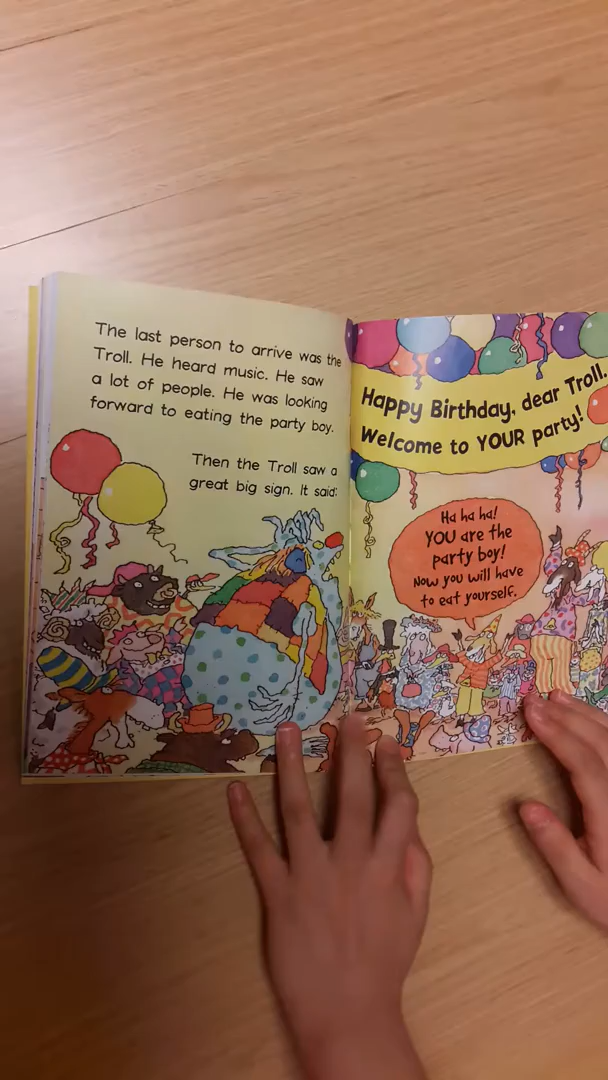 The last person to arrive was the
Troll. He heard music. He saw
a lot of people. He was looking
forward to eating the party boy.
Then the Troll saw a
great big sign. It said:
Happy Birthday, dear Troll.
Welcome to YOUR party!
Ha ha ha!
YOU are the
party boy!
Now you will have
to eat yourself.